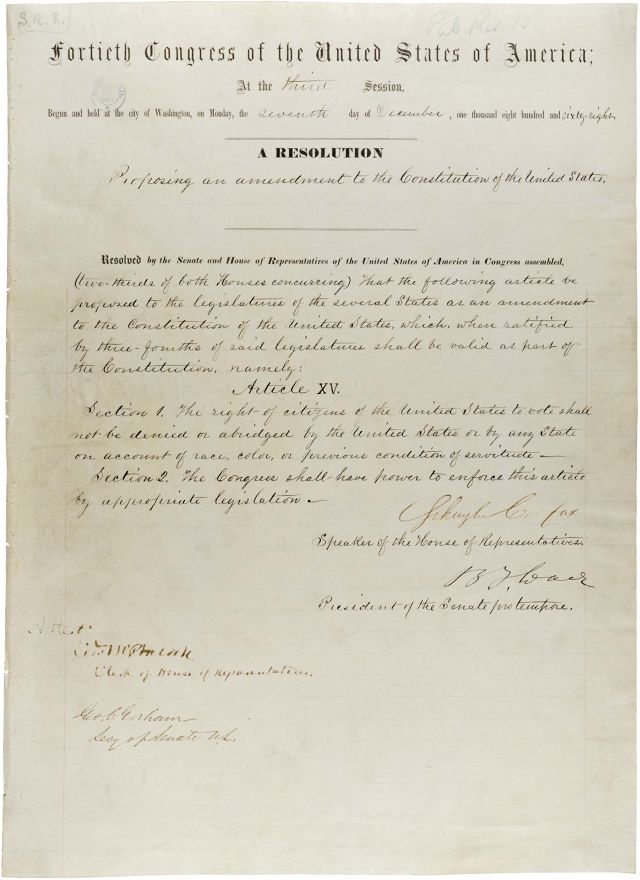 S.R. 8.
Pub. Res. 10.
Fortieth Congress of the United States of America;
At the third Session,
Begun and held at the city of Washington, on Monday, the seventh day of December, one thousand eight hundred and sixty-eight.
A RESOLUTION
Proposing an amendment to the Constitution of the United States.
Resolved by the Senate and House of Representatives of the United States of America in Congress assembled,
(two-thirds of both Houses concurring) That the following article be
proposed to the legislatures of the several States as an amendment
to the Constitution of the United States, which, when ratified
by three-fourths of said legislatures shall be valid as part of
the Constitution, namely:
Article XV.
Section 1. The right of citizens of the United States to vote shall
not be denied or abridged by the United States or by any State
on account of race, color, or previous condition of servitude—
Section 2. The Congress shall have power to enforce this article
by appropriate legislation—
Schuyler Colfax
Speaker of the House of Representatives.
B F Wade
President of the Senate pro tempore.
Attest:
McPherson
Clerk of House of Representatives.
Geo. C. Gorham
Secy of Senate U.S.